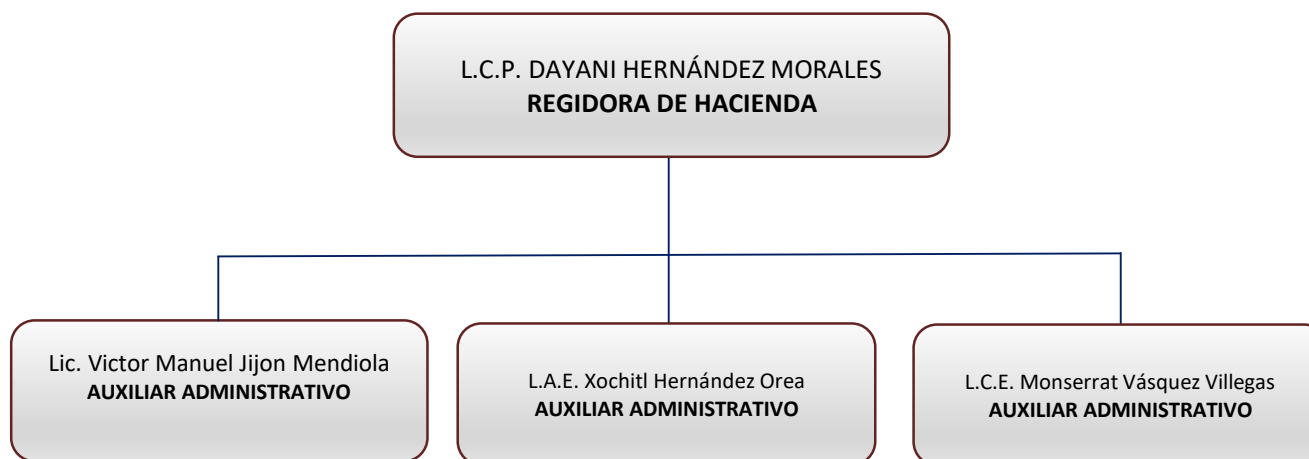 L.C.P. DAYANI HERNÁNDEZ MORALES
REGIDORA DE HACIENDA
Lic. Victor Manuel Jijon Mendiola
AUXILIAR ADMINISTRATIVO
L.A.E. Xochitl Hernández Orea
AUXILIAR ADMINISTRATIVO
L.C.E. Monserrat Vásquez Villegas
AUXILIAR ADMINISTRATIVO